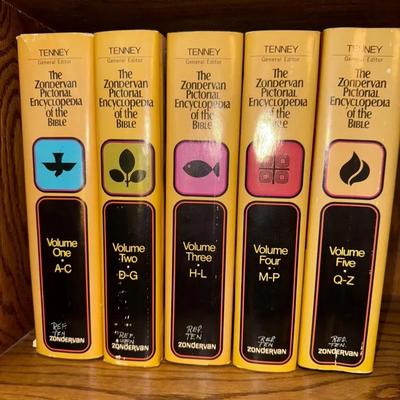 TENNEY
General Editor
The
Zondervan
Pictorial
Encyclopedia
of the
Bible
Volume
One
A-C
REF.
TEN
ZONDERVAN
TENNEY
General Editor
The
Zondervan
Pictorial
Encyclopedia
of the
Bible
Volume
Two
D-G
REF.
TEN
ZONDERVAN
TENNEY
General Editor
The
Zondervan
Pictorial
Encyclopedia
of the
Bible
Volume
Three
H-L
REF.
TEN
ZONDERVAN
TENNEY
General Editor
The
Zondervan
Pictorial
Encyclopedia
of the
Bible
Volume
Four
M-P
REF.
TEN
ZONDERVAN
TENNEY
General Editor
The
Zondervan
Pictorial
Encyclopedia
of the
Bible
Volume
Five
Q-Z
REF.
TEN
ZONDERVAN